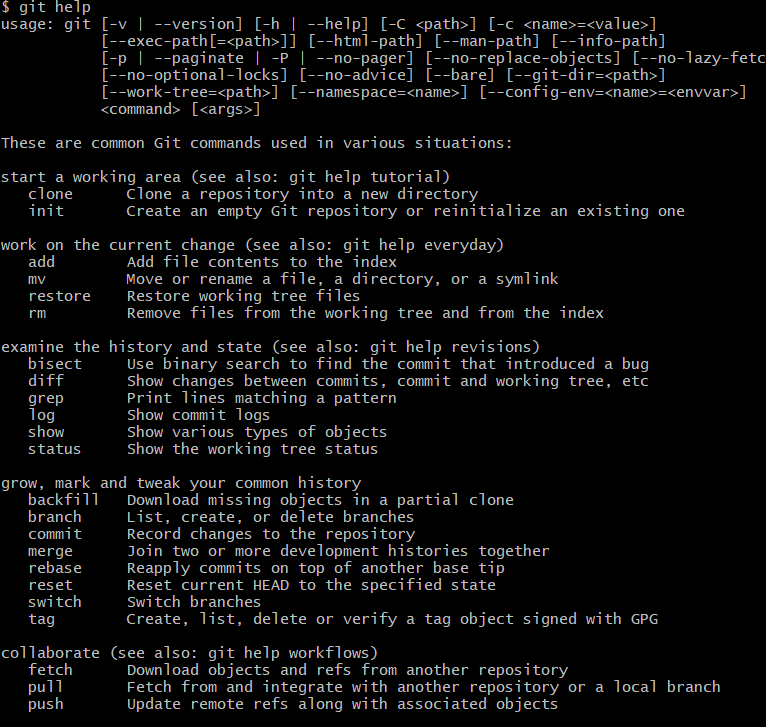 $ git help
usage: git [-v | --version] [-h | --help] [-C <path>] [-c <name>=<value>]
           [--exec-path[=<path>]] [--html-path] [--man-path] [--info-path]
           [-p | --paginate | -P | --no-pager] [--no-replace-objects] [--no-lazy-fetc
           [--no-optional-locks] [--no-advice] [--bare] [--git-dir=<path>]
           [--work-tree=<path>] [--namespace=<name>] [--config-env=<name>=<envvar>]
           <command> [<args>]

These are common Git commands used in various situations:

start a working area (see also: git help tutorial)
   clone      Clone a repository into a new directory
   init       Create an empty Git repository or reinitialize an existing one

work on the current change (see also: git help everyday)
   add        Add file contents to the index
   mv         Move or rename a file, a directory, or a symlink
   restore    Restore working tree files
   rm         Remove files from the working tree and from the index

examine the history and state (see also: git help revisions)
   bisect     Use binary search to find the commit that introduced a bug
   diff       Show changes between commits, commit and working tree, etc
   grep       Print lines matching a pattern
   log        Show commit logs
   show       Show various types of objects
   status     Show the working tree status

grow, mark and tweak your common history
   backfill   Download missing objects in a partial clone
   branch     List, create, or delete branches
   commit     Record changes to the repository
   merge      Join two or more development histories together
   rebase     Reapply commits on top of another base tip
   reset      Reset current HEAD to the specified state
   switch     Switch branches
   tag        Create, list, delete or verify a tag object signed with GPG

collaborate (see also: git help workflows)
   fetch      Download objects and refs from another repository
   pull       Fetch from and integrate with another repository or a local branch
   push       Update remote refs along with associated objects